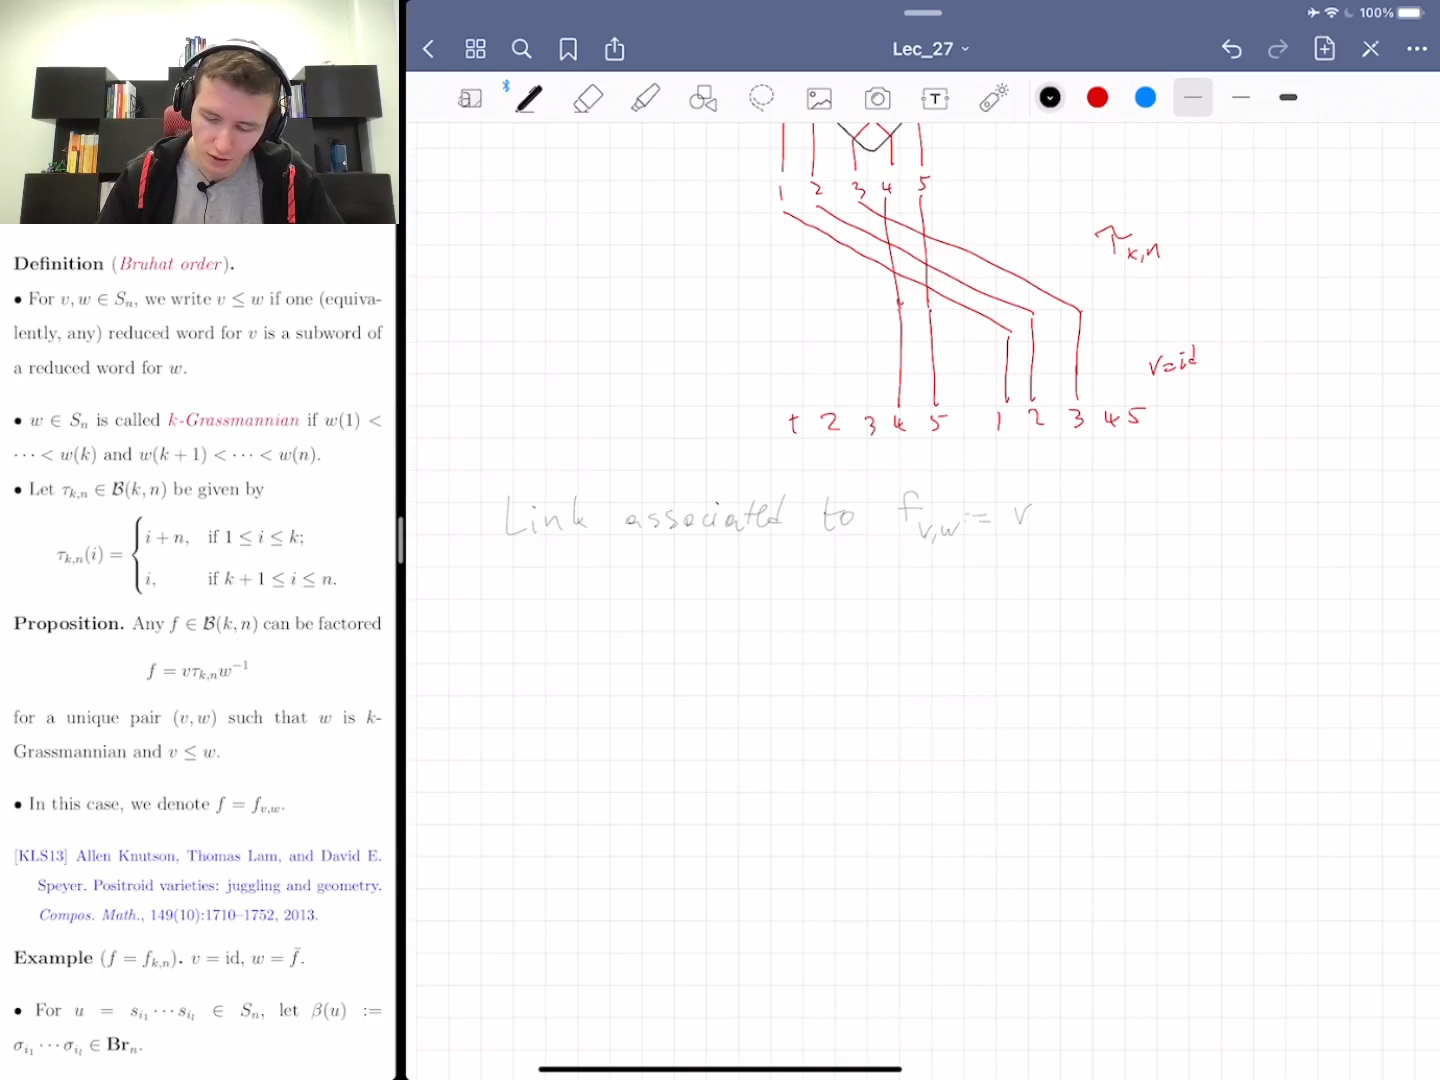 100%
Lec_27
T
1 2 3 4 5
τ_{k,n}
v=id
1 2 3 4 5 1 2 3 4 5
Link associated to f_{v,w} := v
Definition (Bruhat order).
• For v, w ∈ S_n, we write v ≤ w if one (equiva-
lently, any) reduced word for v is a subword of
a reduced word for w.
• w ∈ S_n is called k-Grassmannian if w(1) <
⋯ < w(k) and w(k + 1) < ⋯ < w(n).
• Let τ_{k,n} ∈ 𝓑(k, n) be given by
τ_{k,n}(i) = { i + n, if 1 ≤ i ≤ k;
i, if k + 1 ≤ i ≤ n.
Proposition. Any f ∈ 𝓑(k, n) can be factored
f = vτ_{k,n}w^{-1}
for a unique pair (v, w) such that w is k-
Grassmannian and v ≤ w.
• In this case, we denote f = f_{v,w}.
[KLS13] Allen Knutson, Thomas Lam, and David E.
Speyer. Positroid varieties: juggling and geometry.
Compos. Math., 149(10):1710–1752, 2013.
Example (f = f_{k,n}). v = id, w = f̄.
• For u = s_{i_1} ⋯ s_{i_l} ∈ S_n, let β(u) :=
σ_{i_1} ⋯ σ_{i_l} ∈ Br_n.